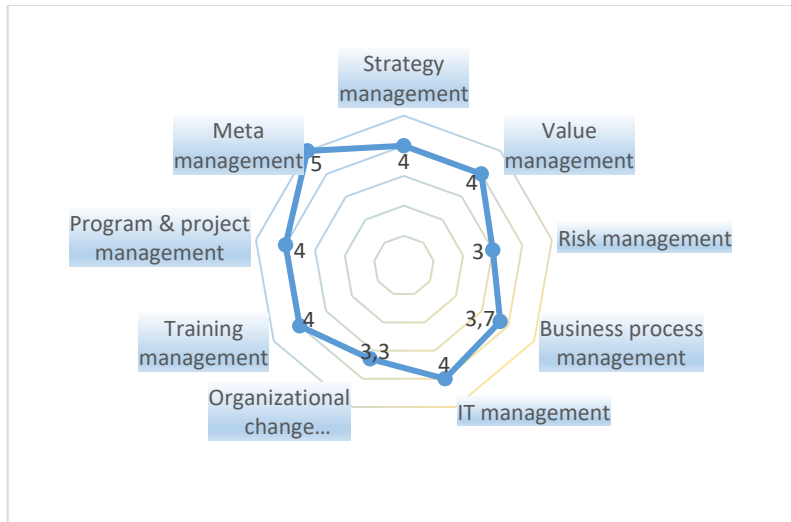 Strategy
management
4
Value
management
4
Risk management
3
Business process
management
3,7
IT management
4
Organizational
change...
3,3
Training
management
4
Program & project
management
4
Meta
management
5